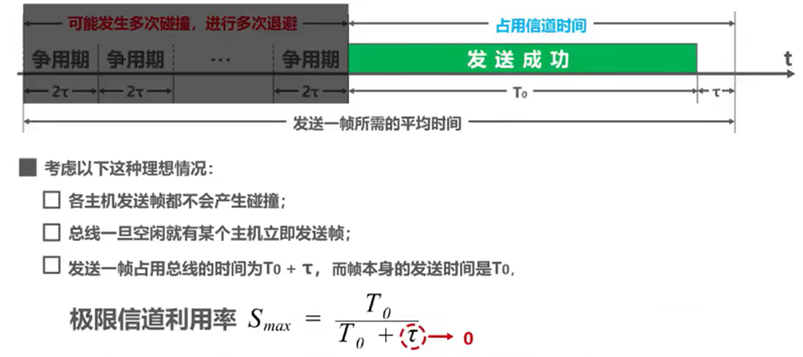 可能发生多次碰撞，进行多次退避 占用信道时间
争用期 争用期 … 争用期 发送成功 t
2τ 2τ 2τ T₀ τ
发送一帧所需的平均时间
考虑以下这种理想情况：
各主机发送帧都不会产生碰撞；
总线一旦空闲就有某个主机立即发送帧；
发送一帧占用总线的时间为T₀ + τ，而帧本身的发送时间是T₀.
极限信道利用率 S_max = T_0 / (T_0 + τ) → 0